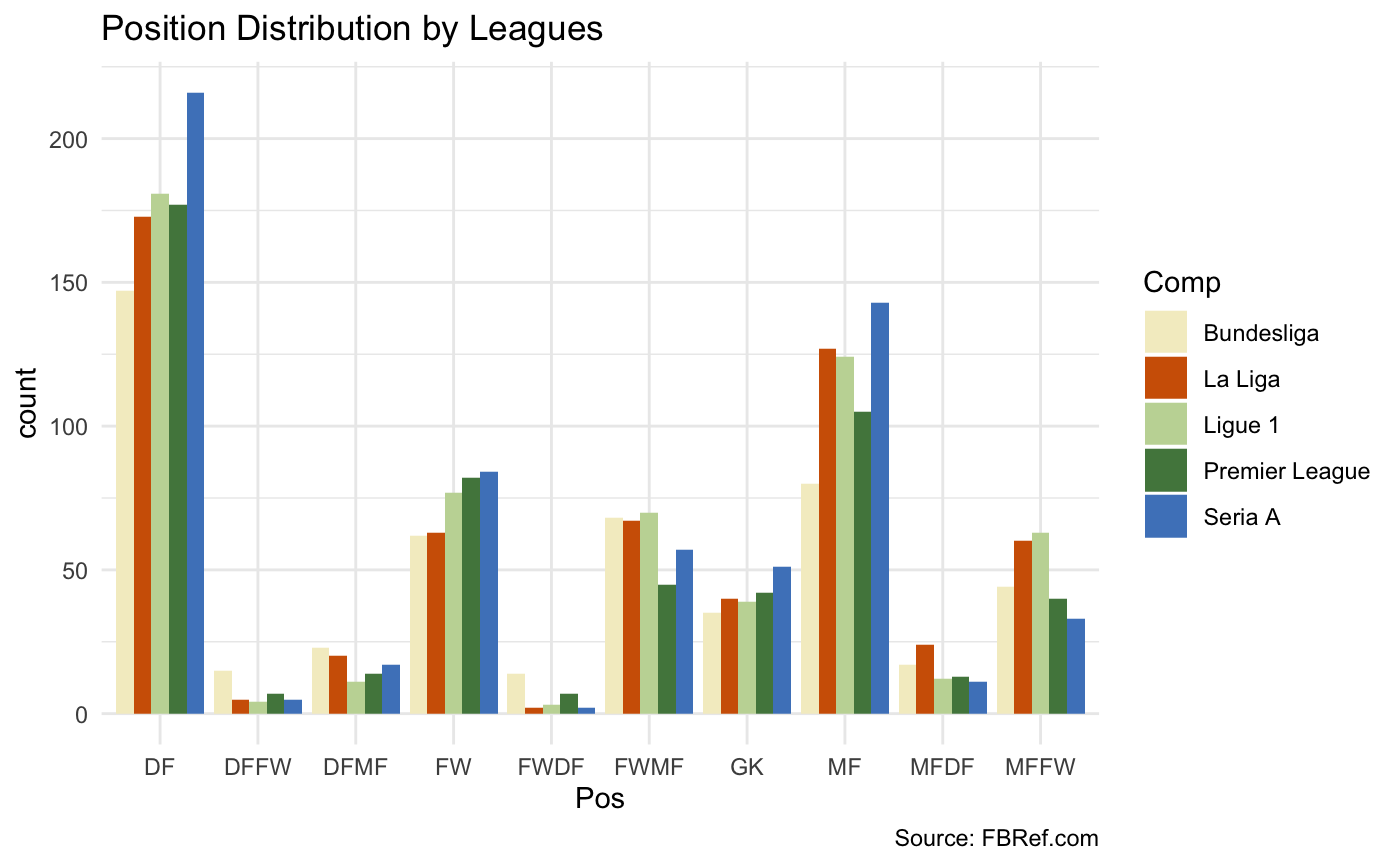 Position Distribution by Leagues
200
150
100
50
0
count
DF DFFW DFMF FW FWDF FWMF GK MF MFDF MFFW
Pos
Comp
Bundesliga
La Liga
Ligue 1
Premier League
Seria A
Source: FBRef.com